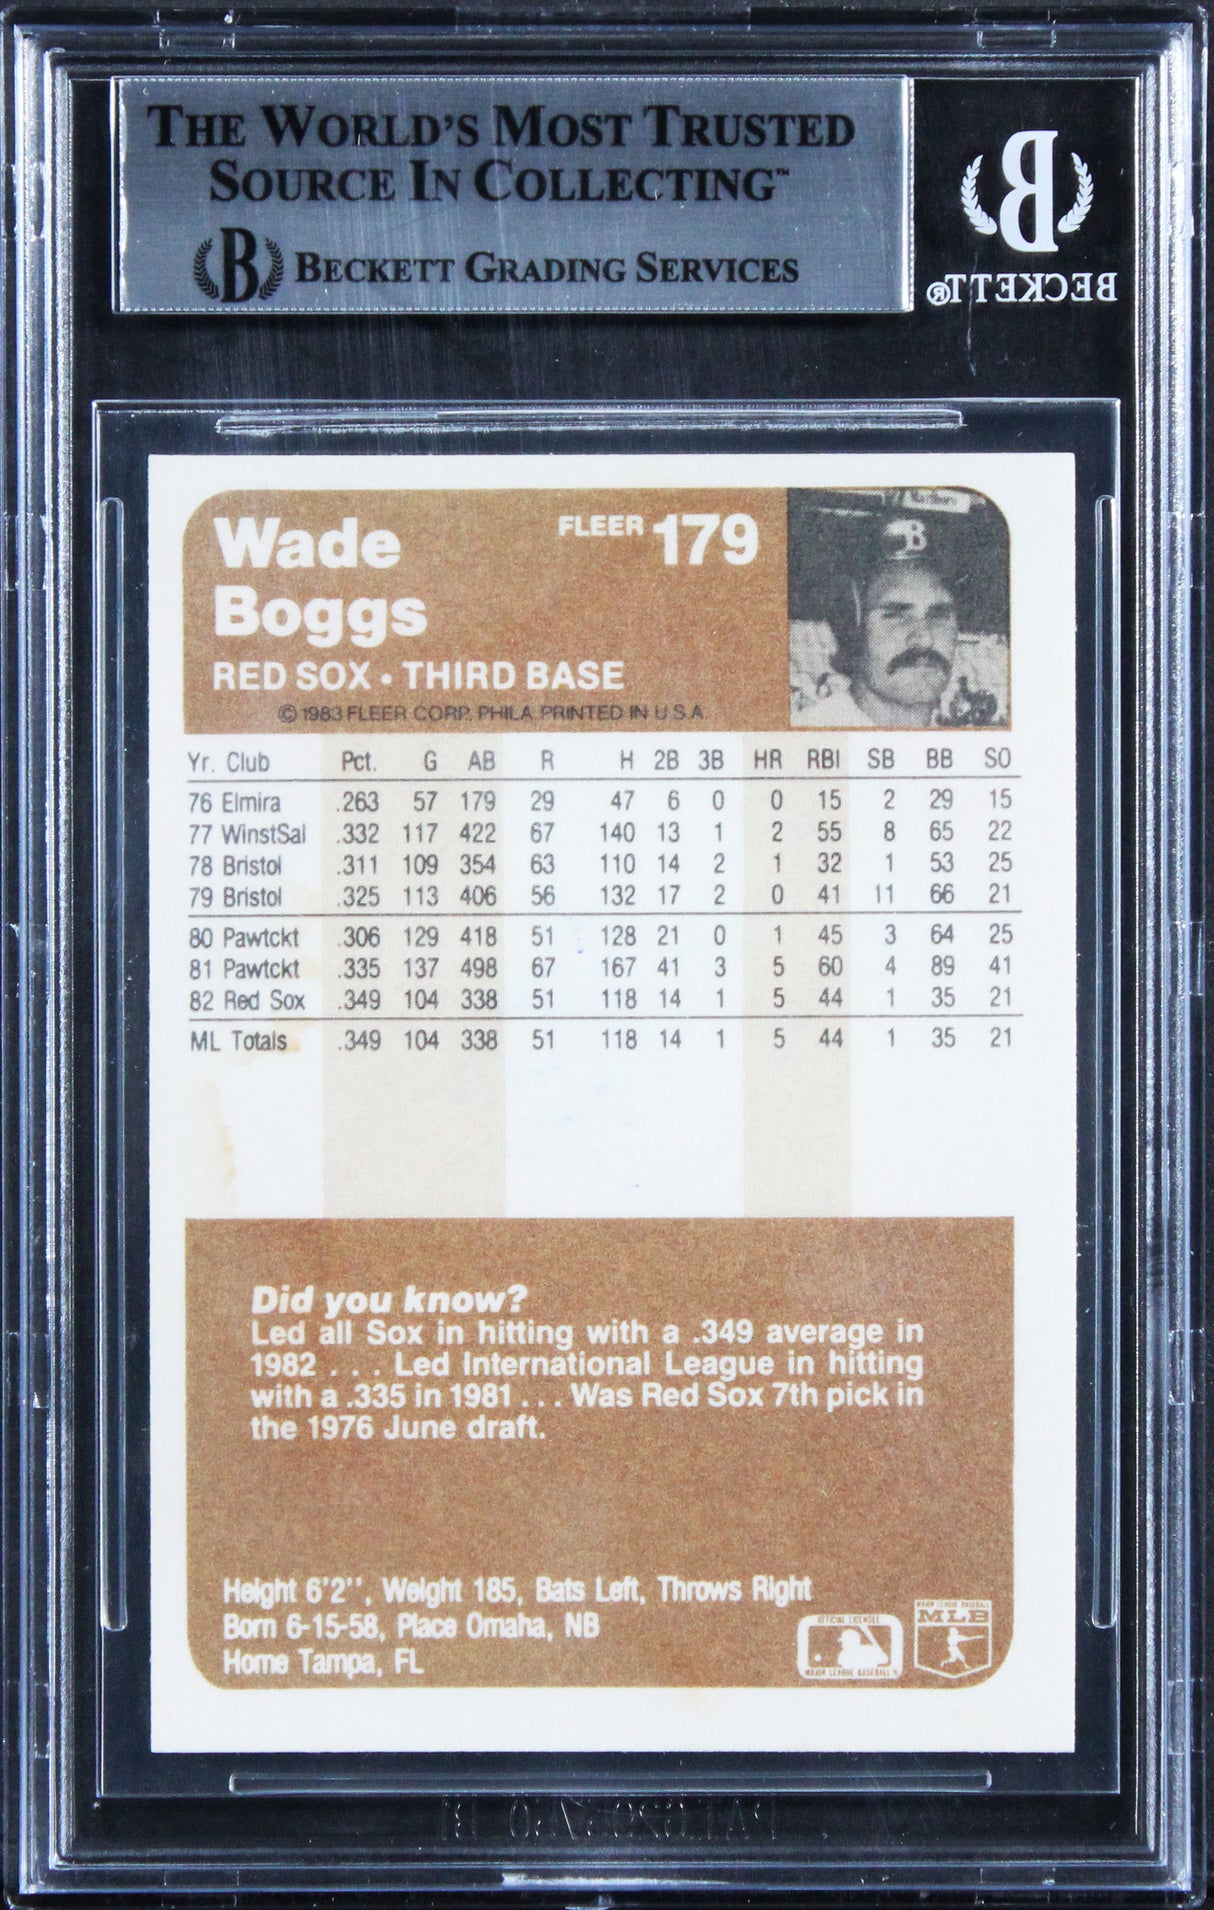 THE WORLD'S MOST TRUSTED
SOURCE IN COLLECTING™
B BECKETT GRADING SERVICES
B
BECKETT®
Wade
Boggs
FLEER 179
RED SOX • THIRD BASE
© 1983 FLEER CORP. PHILA. PRINTED IN U.S.A.
Marlboro
B
Yr. Club Pct. G AB R H 2B 3B HR RBI SB BB SO
76 Elmira .263 57 179 29 47 6 0 0 15 2 29 15
77 WinstSal .332 117 422 67 140 13 1 2 55 8 65 22
78 Bristol .311 109 354 63 110 14 2 1 32 1 53 25
79 Bristol .325 113 406 56 132 17 2 0 41 11 66 21
80 Pawtckt .306 129 418 51 128 21 0 1 45 3 64 25
81 Pawtckt .335 137 498 67 167 41 3 5 60 4 89 41
82 Red Sox .349 104 338 51 118 14 1 5 44 1 35 21
ML Totals .349 104 338 51 118 14 1 5 44 1 35 21
Did you know?
Led all Sox in hitting with a .349 average in
1982 . . . Led International League in hitting
with a .335 in 1981 . . . Was Red Sox 7th pick in
the 1976 June draft.
Height 6'2'', Weight 185, Bats Left, Throws Right
Born 6-15-58, Place Omaha, NB
Home Tampa, FL
OFFICIAL LICENSEE
MAJOR LEAGUE BASEBALL
MAJOR LEAGUE BASEBALL
MLB